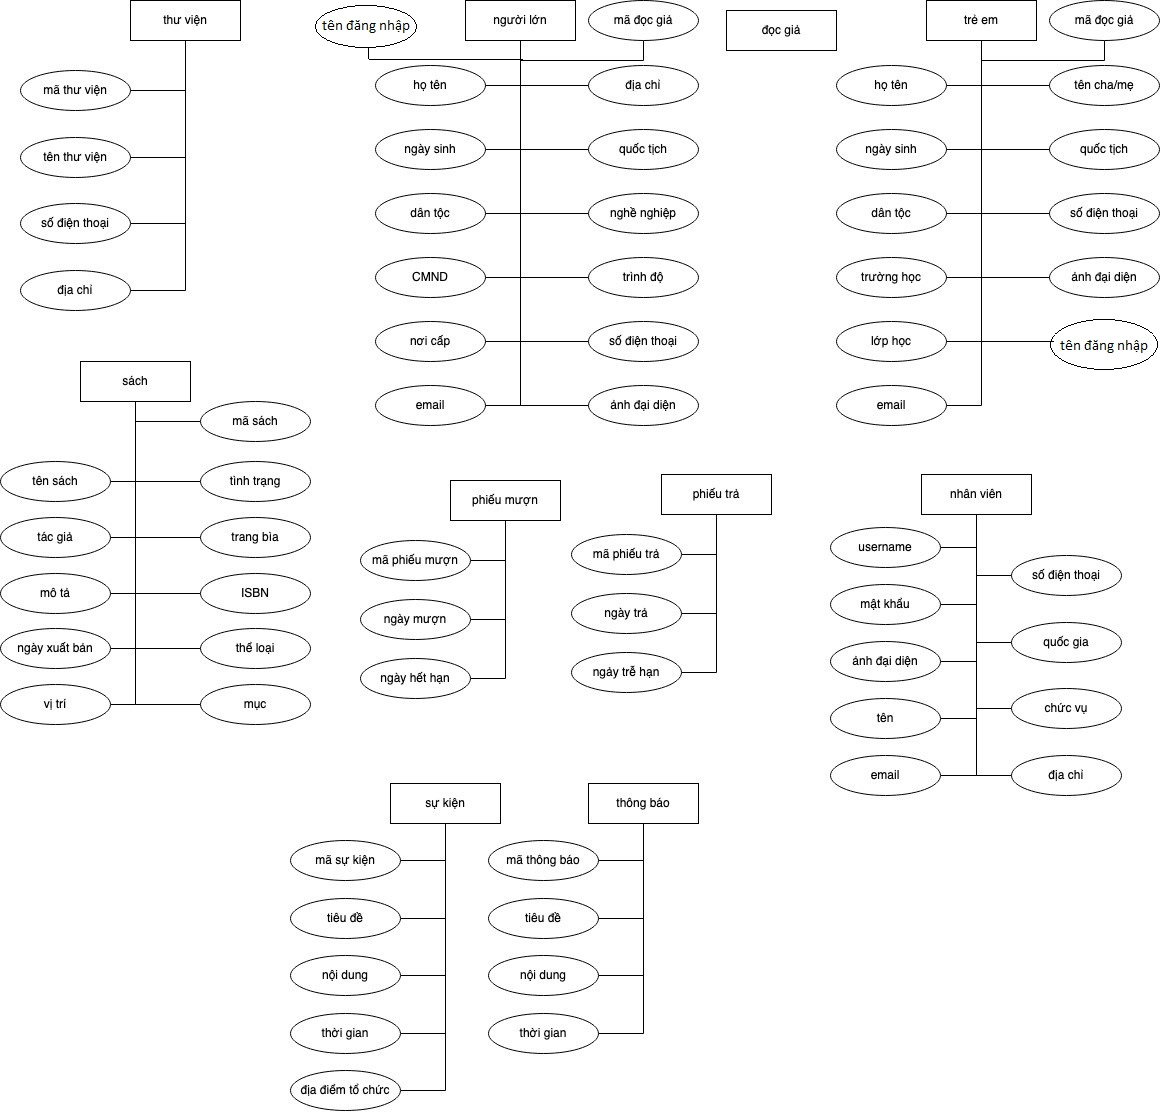 thư viện
mã thư viện
tên thư viện
số điện thoại
địa chỉ
tên đăng nhập
người lớn
mã đọc giả
họ tên
địa chỉ
ngày sinh
quốc tịch
dân tộc
nghề nghiệp
CMND
trình độ
nơi cấp
số điện thoại
email
ảnh đại diện
đọc giả
trẻ em
mã đọc giả
họ tên
tên cha/mẹ
ngày sinh
quốc tịch
dân tộc
số điện thoại
trường học
ảnh đại diện
lớp học
tên đăng nhập
email
sách
mã sách
tên sách
tình trạng
tác giả
trang bìa
mô tả
ISBN
ngày xuất bản
thể loại
vị trí
mục
phiếu mượn
mã phiếu mượn
ngày mượn
ngày hết hạn
phiếu trả
mã phiếu trả
ngày trả
ngảy trễ hạn
nhân viên
username
số điện thoại
mật khẩu
quốc gia
ảnh đại diện
chức vụ
tên
email
địa chỉ
sự kiện
mã sự kiện
tiêu đề
nội dung
thời gian
địa điểm tổ chức
thông báo
mã thông báo
tiêu đề
nội dung
thời gian